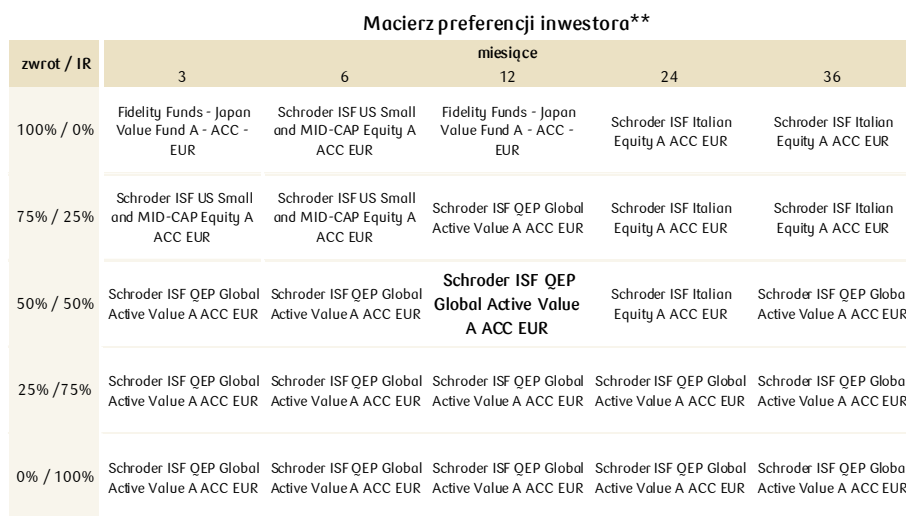 Macierz preferencji inwestora**
zwrot / IR
miesiące
3 6 12 24 36
100% / 0%
Fidelity Funds - Japan
Value Fund A - ACC -
EUR
Schroder ISF US Small
and MID-CAP Equity A
ACC EUR
Fidelity Funds - Japan
Value Fund A - ACC -
EUR
Schroder ISF Italian
Equity A ACC EUR
Schroder ISF Italian
Equity A ACC EUR
75% / 25%
Schroder ISF US Small
and MID-CAP Equity A
ACC EUR
Schroder ISF US Small
and MID-CAP Equity A
ACC EUR
Schroder ISF QEP Global
Active Value A ACC EUR
Schroder ISF Italian
Equity A ACC EUR
Schroder ISF Italian
Equity A ACC EUR
50% / 50%
Schroder ISF QEP Global
Active Value A ACC EUR
Schroder ISF QEP Global
Active Value A ACC EUR
Schroder ISF QEP
Global Active Value
A ACC EUR
Schroder ISF Italian
Equity A ACC EUR
Schroder ISF QEP Globa
Active Value A ACC EUR
25% /75%
Schroder ISF QEP Global
Active Value A ACC EUR
Schroder ISF QEP Global
Active Value A ACC EUR
Schroder ISF QEP Global
Active Value A ACC EUR
Schroder ISF QEP Global
Active Value A ACC EUR
Schroder ISF QEP Globa
Active Value A ACC EUR
0% / 100%
Schroder ISF QEP Global
Active Value A ACC EUR
Schroder ISF QEP Global
Active Value A ACC EUR
Schroder ISF QEP Global
Active Value A ACC EUR
Schroder ISF QEP Global
Active Value A ACC EUR
Schroder ISF QEP Globa
Active Value A ACC EUR